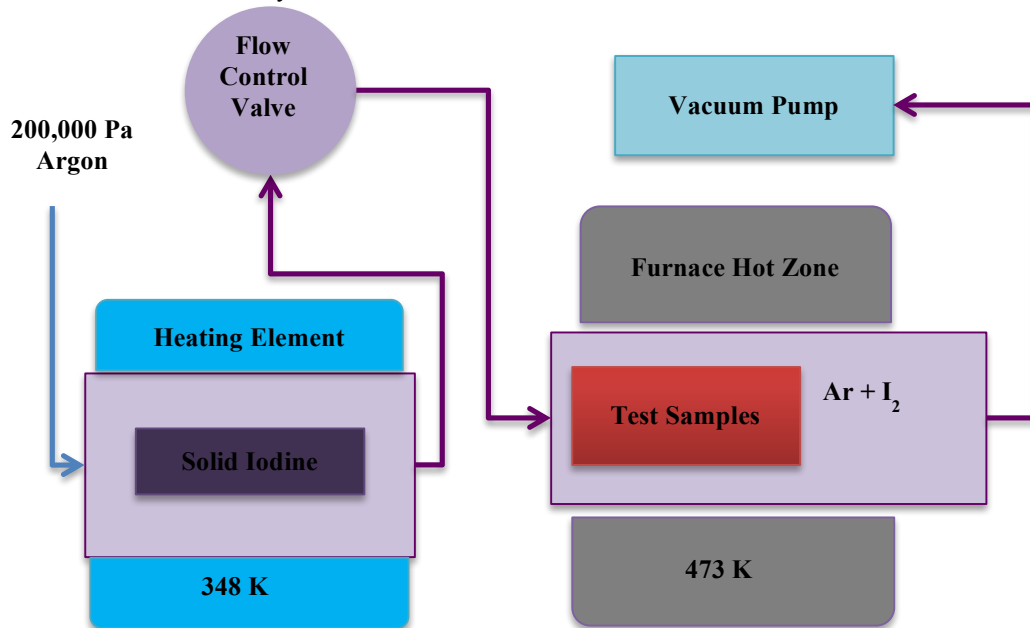 Flow
Control
Valve
200,000 Pa
Argon
Vacuum Pump
Furnace Hot Zone
Heating Element
Ar + I₂
Test Samples
Solid Iodine
348 K
473 K